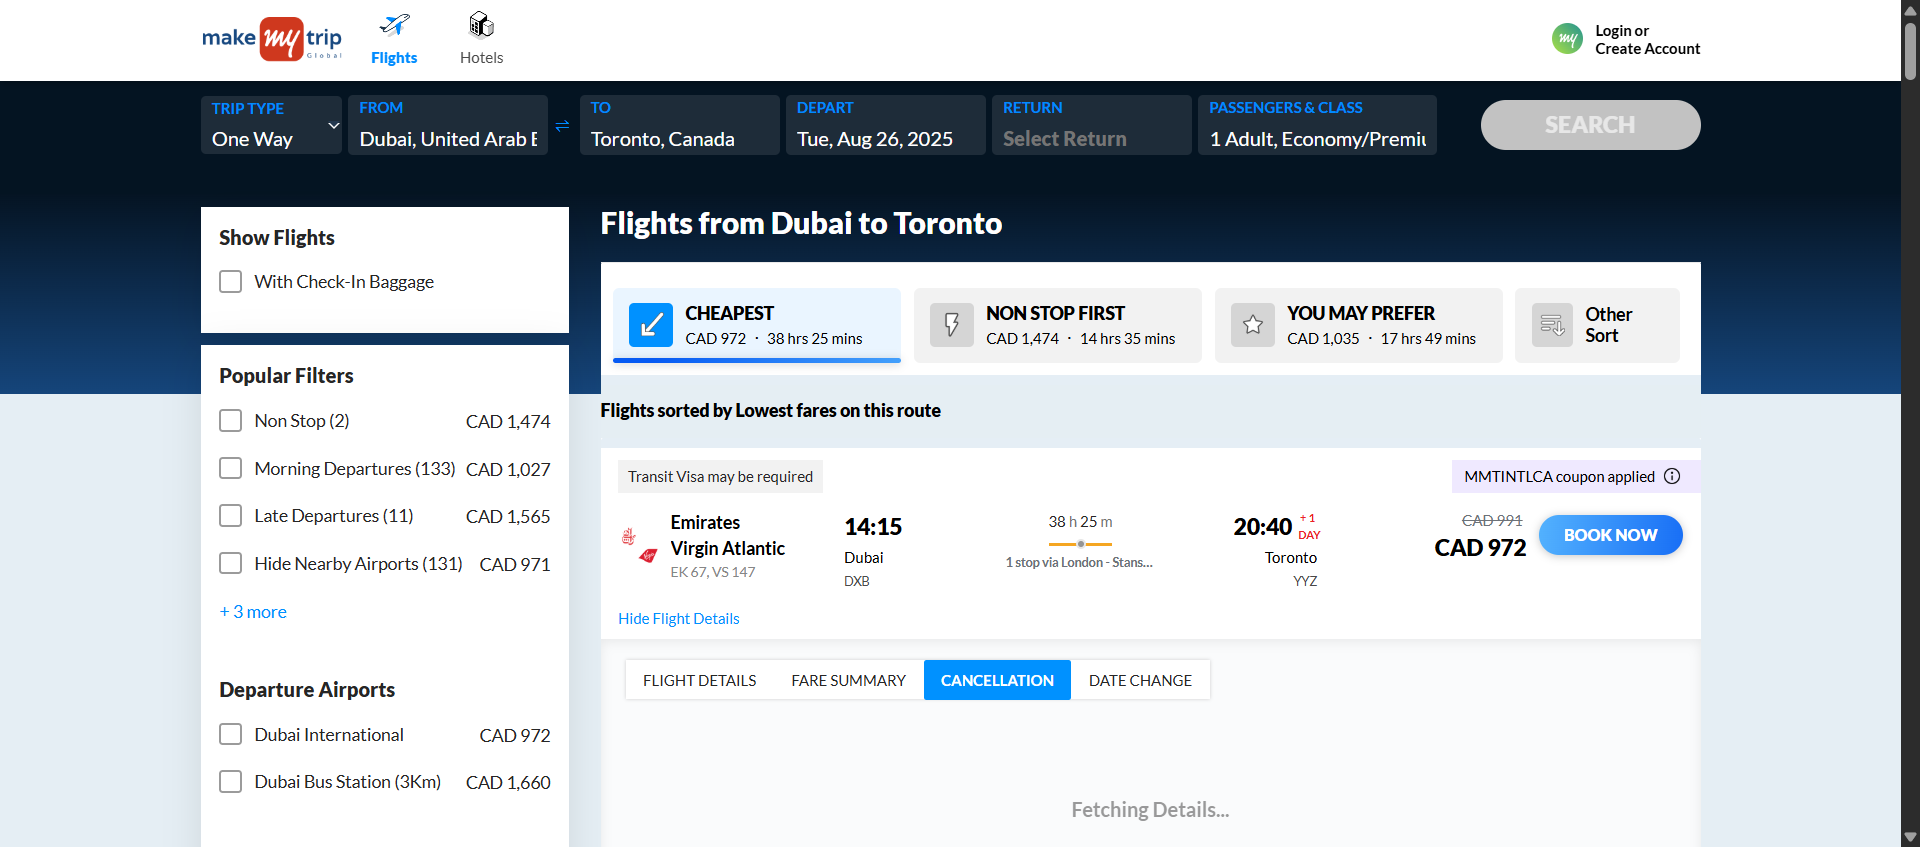 make my trip
Global
Flights
Hotels
my
Login or
Create Account
TRIP TYPE
One Way
FROM
Dubai, United Arab E
TO
Toronto, Canada
DEPART
Tue, Aug 26, 2025
RETURN
Select Return
PASSENGERS & CLASS
1 Adult, Economy/Premiu
SEARCH
Show Flights
With Check-In Baggage
Popular Filters
Non Stop (2) CAD 1,474
Morning Departures (133) CAD 1,027
Late Departures (11) CAD 1,565
Hide Nearby Airports (131) CAD 971
+ 3 more
Departure Airports
Dubai International CAD 972
Dubai Bus Station (3Km) CAD 1,660
Flights from Dubai to Toronto
CHEAPEST
CAD 972 · 38 hrs 25 mins
NON STOP FIRST
CAD 1,474 · 14 hrs 35 mins
YOU MAY PREFER
CAD 1,035 · 17 hrs 49 mins
Other
Sort
Flights sorted by Lowest fares on this route
Transit Visa may be required
MMTINTLCA coupon applied
Emirates
Virgin Atlantic
EK 67, VS 147
14:15
Dubai
DXB
38 h 25 m
1 stop via London - Stans...
20:40
+ 1
DAY
Toronto
YYZ
CAD 991
CAD 972
BOOK NOW
Hide Flight Details
FLIGHT DETAILS
FARE SUMMARY
CANCELLATION
DATE CHANGE
Fetching Details...